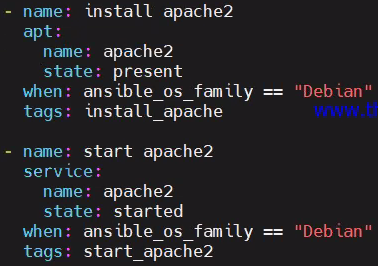 - name: install apache2
  apt:
    name: apache2
    state: present
  when: ansible_os_family == "Debian"
  tags: install_apache
www.t
- name: start apache2
  service:
    name: apache2
    state: started
  when: ansible_os_family == "Debian"
  tags: start_apache2